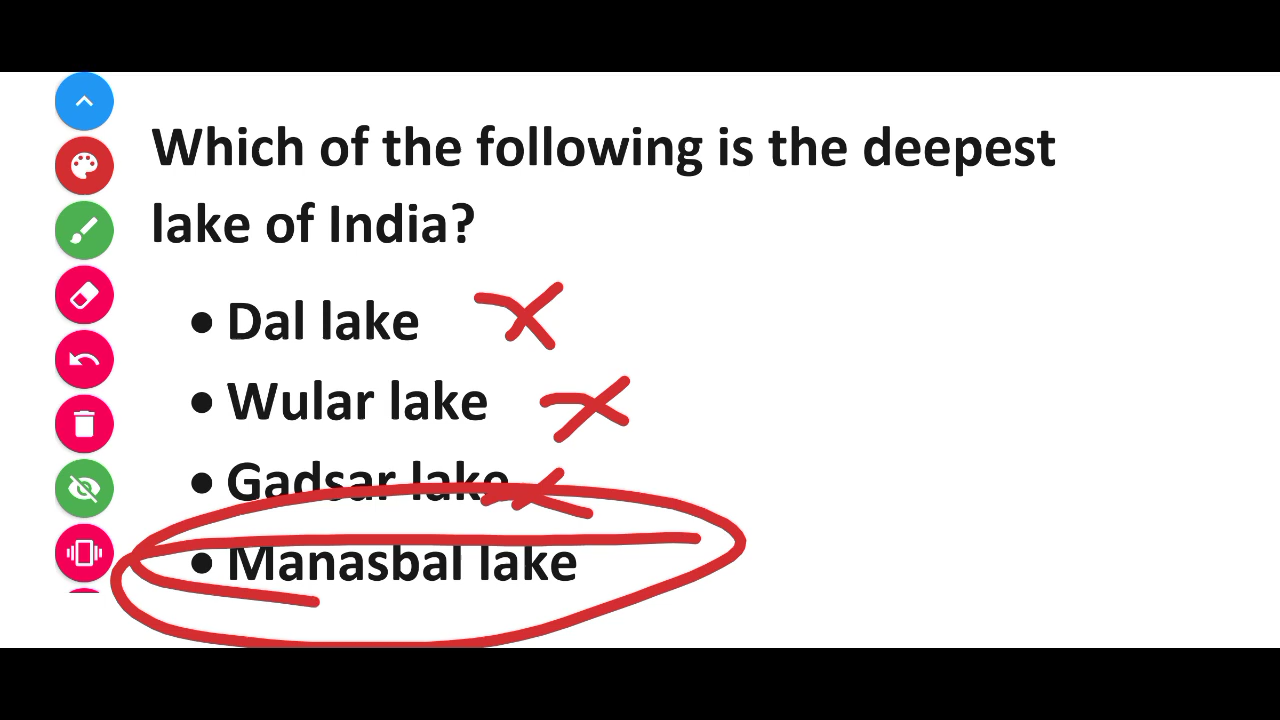 Which of the following is the deepest
lake of India?
• Dal lake
• Wular lake
• Gadsar lake
• Manasbal lake